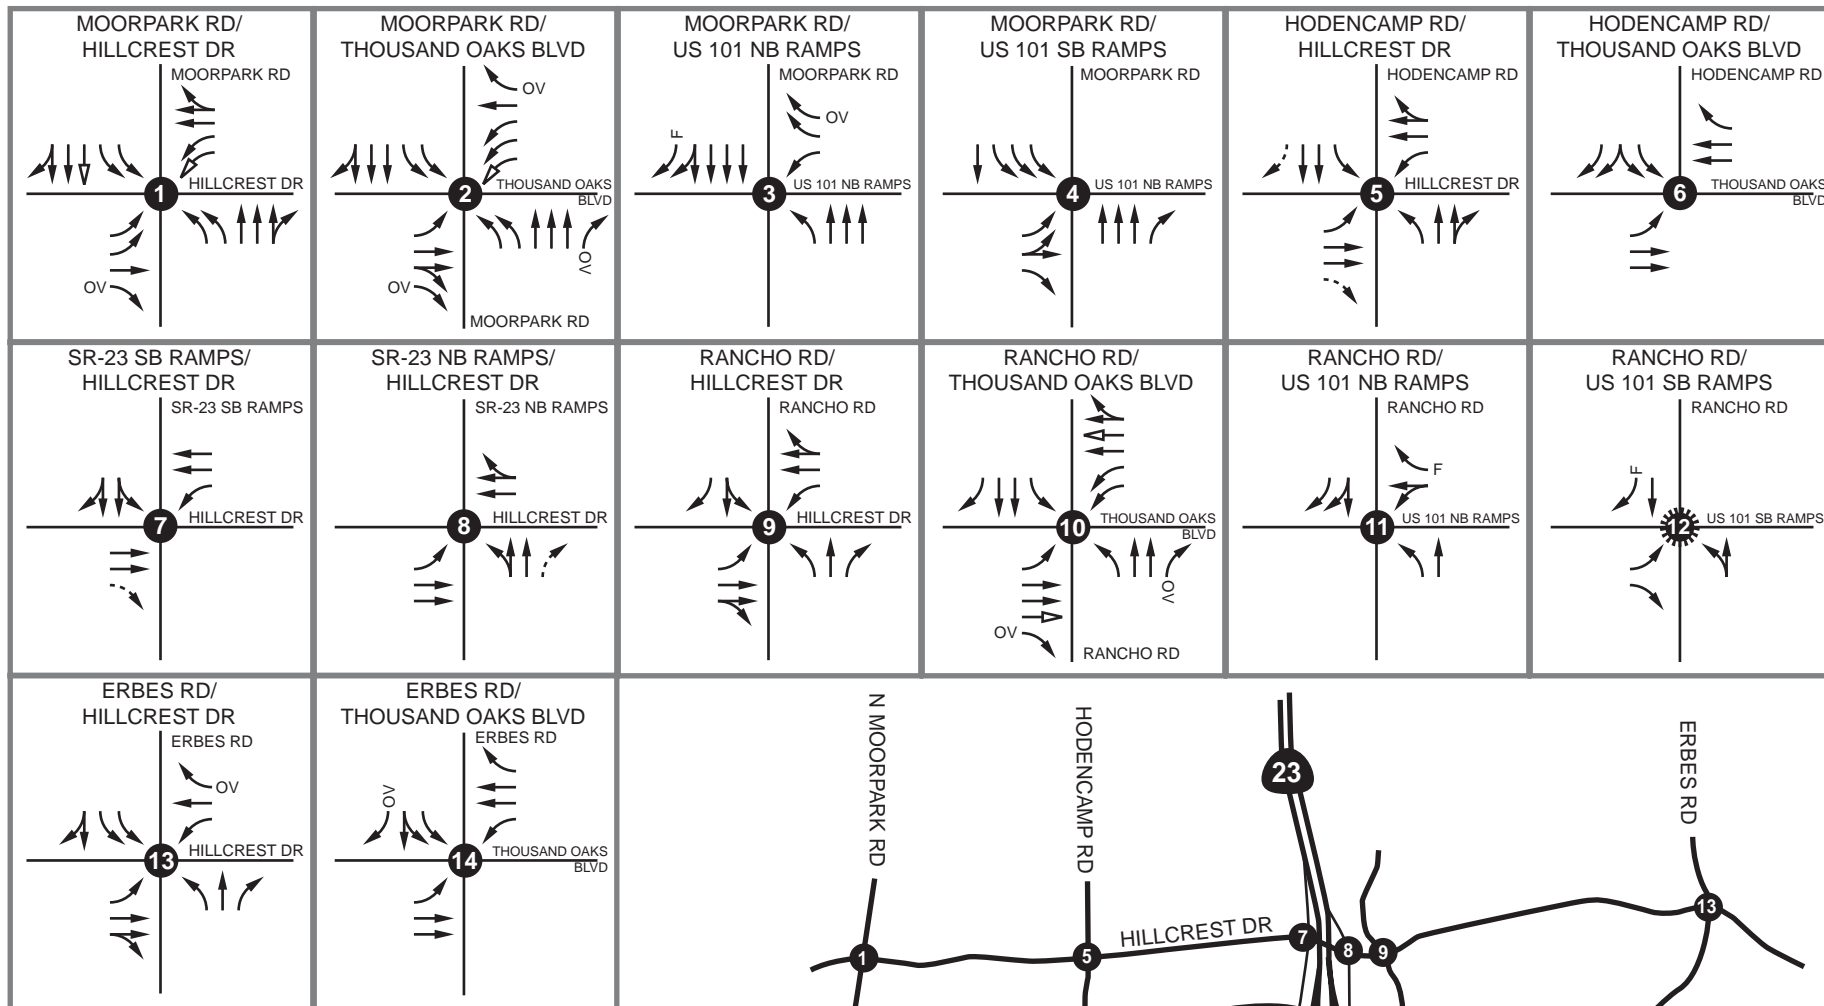 MOORPARK RD/
HILLCREST DR
MOORPARK RD
HILLCREST DR
1
OV
MOORPARK RD/
THOUSAND OAKS BLVD
OV
THOUSAND OAKS
BLVD
2
OV
OV
MOORPARK RD
MOORPARK RD/
US 101 NB RAMPS
MOORPARK RD
F
OV
US 101 NB RAMPS
3
MOORPARK RD/
US 101 SB RAMPS
MOORPARK RD
US 101 NB RAMPS
4
HODENCAMP RD/
HILLCREST DR
HODENCAMP RD
HILLCREST DR
5
HODENCAMP RD/
THOUSAND OAKS BLVD
HODENCAMP RD
THOUSAND OAKS
BLVD
6
SR-23 SB RAMPS/
HILLCREST DR
SR-23 SB RAMPS
HILLCREST DR
7
SR-23 NB RAMPS/
HILLCREST DR
SR-23 NB RAMPS
HILLCREST DR
8
RANCHO RD/
HILLCREST DR
RANCHO RD
HILLCREST DR
9
RANCHO RD/
THOUSAND OAKS BLVD
THOUSAND OAKS
BLVD
10
OV
OV
RANCHO RD
RANCHO RD/
US 101 NB RAMPS
RANCHO RD
F
US 101 NB RAMPS
11
RANCHO RD/
US 101 SB RAMPS
RANCHO RD
F
US 101 SB RAMPS
12
ERBES RD/
HILLCREST DR
ERBES RD
OV
HILLCREST DR
13
ERBES RD/
THOUSAND OAKS BLVD
ERBES RD
OV
THOUSAND OAKS
BLVD
14
N MOORPARK RD
HODENCAMP RD
23
ERBES RD
HILLCREST DR
1
5
7
8
9
13